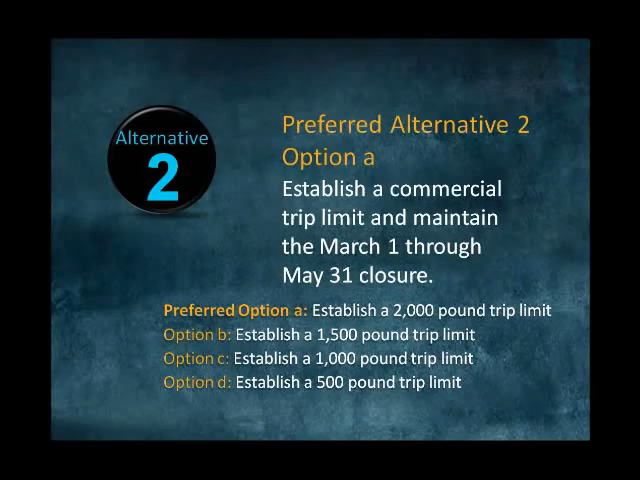 Alternative
2
Preferred Alternative 2
Option a
Establish a commercial
trip limit and maintain
the March 1 through
May 31 closure.
Preferred Option a: Establish a 2,000 pound trip limit
Option b: Establish a 1,500 pound trip limit
Option c: Establish a 1,000 pound trip limit
Option d: Establish a 500 pound trip limit